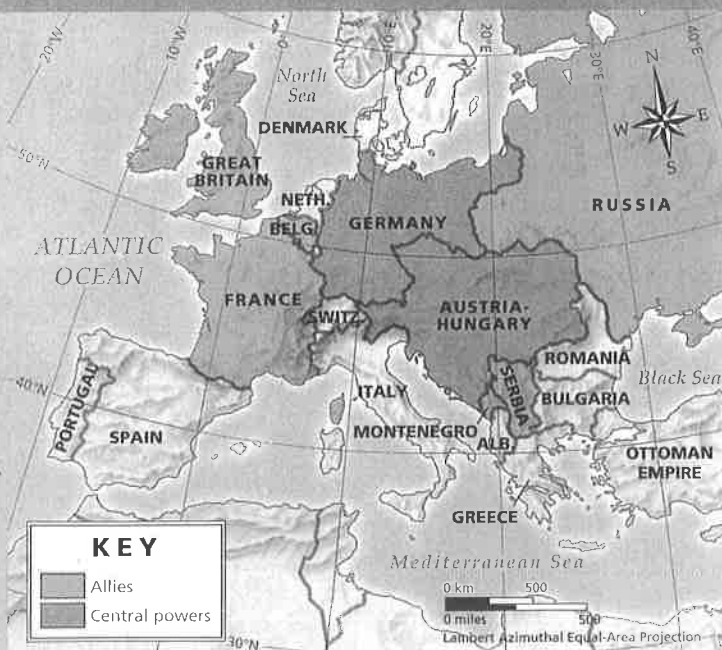 20°W
10°W
0°
10°E
20°E
30°E
40°E
North
Sea
N
W
E
S
DENMARK
50°N
GREAT
BRITAIN
NETH.
BELG.
GERMANY
RUSSIA
ATLANTIC
OCEAN
FRANCE
SWITZ.
AUSTRIA-
HUNGARY
ROMANIA
Black Sea
40°N
PORTUGAL
SPAIN
ITALY
SERBIA
BULGARIA
MONTENEGRO
ALB.
OTTOMAN
EMPIRE
GREECE
KEY
Allies
Central powers
Mediterranean Sea
0 km 500
0 miles 500
Lambert Azimuthal Equal-Area Projection
30°N